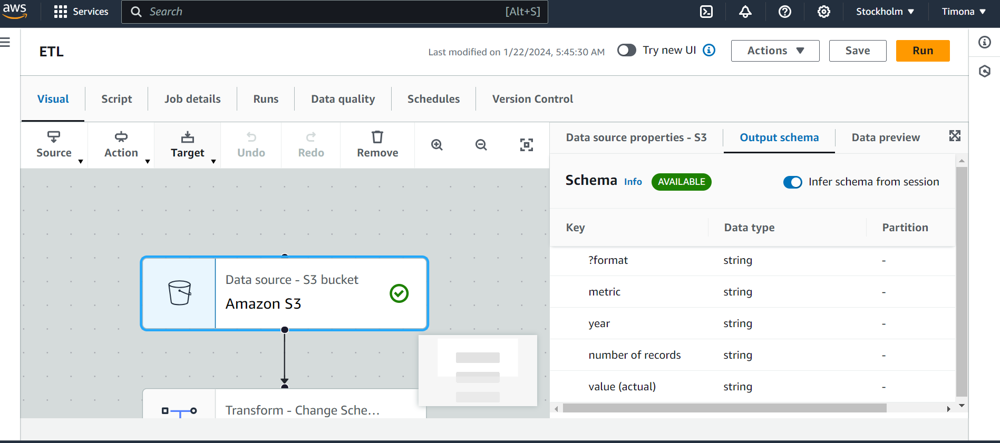 aws Services Search [Alt+S] Stockholm Timona
ETL Last modified on 1/22/2024, 5:45:30 AM Try new UI Actions Save Run
Visual Script Job details Runs Data quality Schedules Version Control
Source Action Target Undo Redo Remove
Data source properties - S3 Output schema Data preview
Schema Info AVAILABLE Infer schema from session
Key Data type Partition
?format string -
metric string -
year string -
number of records string -
value (actual) string -
Data source - S3 bucket
Amazon S3
Transform - Change Sche...